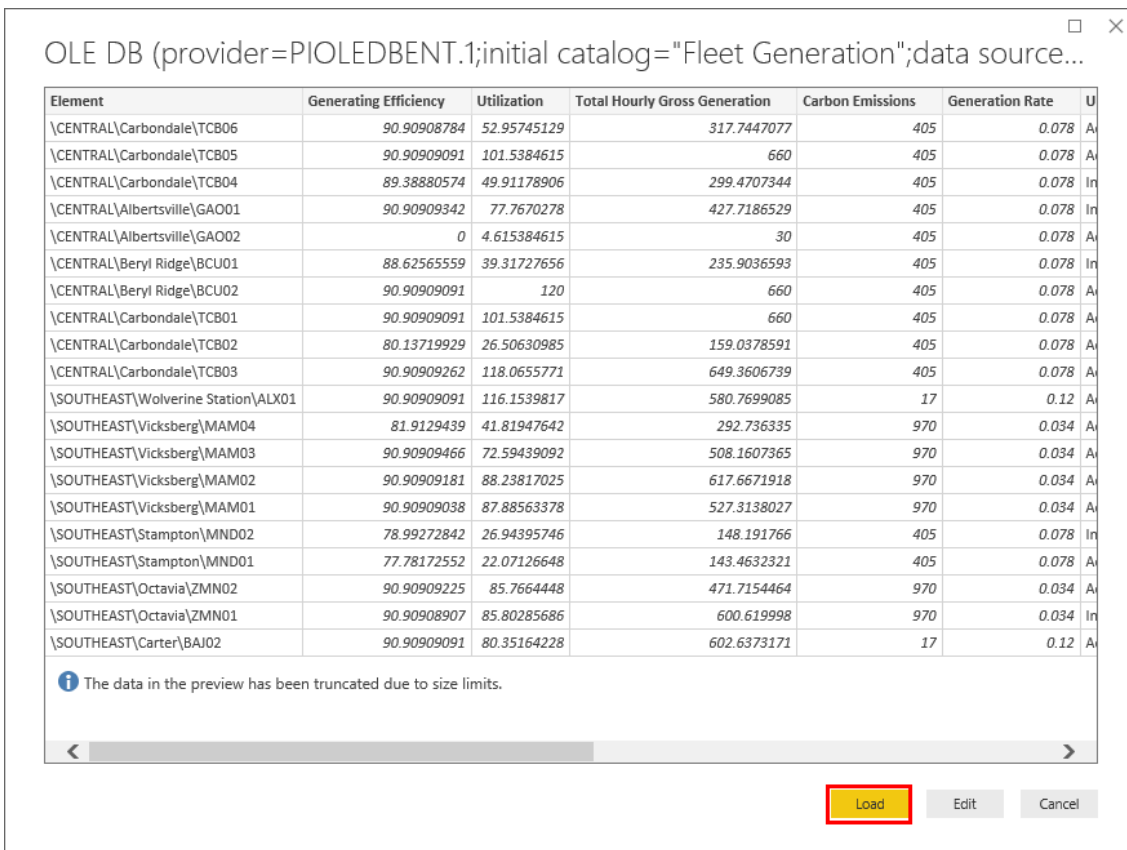 OLE DB (provider=PIOLEDBENT.1;initial catalog="Fleet Generation";data source...
Element Generating Efficiency Utilization Total Hourly Gross Generation Carbon Emissions Generation Rate U
\CENTRAL\Carbondale\TCB06 90.90908784 52.95745129 317.7447077 405 0.078 A
\CENTRAL\Carbondale\TCB05 90.90909091 101.5384615 660 405 0.078 A
\CENTRAL\Carbondale\TCB04 89.38880574 49.91178906 299.4707344 405 0.078 In
\CENTRAL\Albertsville\GAO01 90.90909342 77.7670278 427.7186529 405 0.078 In
\CENTRAL\Albertsville\GAO02 0 4.615384615 30 405 0.078 A
\CENTRAL\Beryl Ridge\BCU01 88.62565559 39.31727656 235.9036593 405 0.078 In
\CENTRAL\Beryl Ridge\BCU02 90.90909091 120 660 405 0.078 A
\CENTRAL\Carbondale\TCB01 90.90909091 101.5384615 660 405 0.078 A
\CENTRAL\Carbondale\TCB02 80.13719929 26.50630985 159.0378591 405 0.078 A
\CENTRAL\Carbondale\TCB03 90.90909262 118.0655771 649.3606739 405 0.078 A
\SOUTHEAST\Wolverine Station\ALX01 90.90909091 116.1539817 580.7699085 17 0.12 A
\SOUTHEAST\Vicksberg\MAM04 81.9129439 41.81947642 292.736335 970 0.034 A
\SOUTHEAST\Vicksberg\MAM03 90.90909466 72.59439092 508.1607365 970 0.034 A
\SOUTHEAST\Vicksberg\MAM02 90.90909181 88.23817025 617.6671918 970 0.034 A
\SOUTHEAST\Vicksberg\MAM01 90.90909038 87.88563378 527.3138027 970 0.034 A
\SOUTHEAST\Stampton\MND02 78.99272842 26.94395746 148.191766 405 0.078 In
\SOUTHEAST\Stampton\MND01 77.78172552 22.07126648 143.4632321 405 0.078 A
\SOUTHEAST\Octavia\ZMN02 90.90909225 85.7664448 471.7154464 970 0.034 A
\SOUTHEAST\Octavia\ZMN01 90.90908907 85.80285686 600.619998 970 0.034 In
\SOUTHEAST\Carter\BAJ02 90.90909091 80.35164228 602.6373171 17 0.12 A
The data in the preview has been truncated due to size limits.
Load Edit Cancel